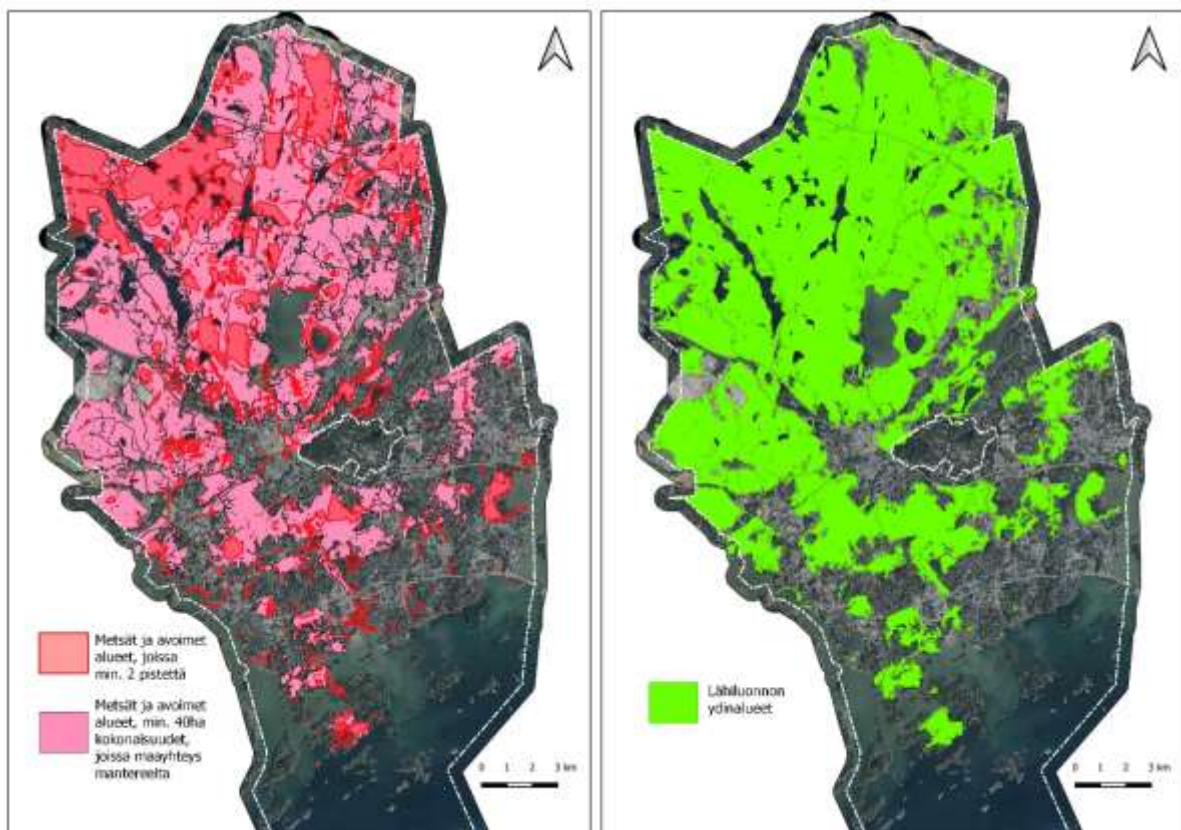 Metsät ja avoimet
alueet, joissa
min. 2 pistettä
Metsät ja avoimet
alueet, min. 40ha
kokonaisuudet,
joissa maayhteys
mantereelta
0 1 2 3 km
Lähiluonnon
ydinalueet
0 1 2 3 km